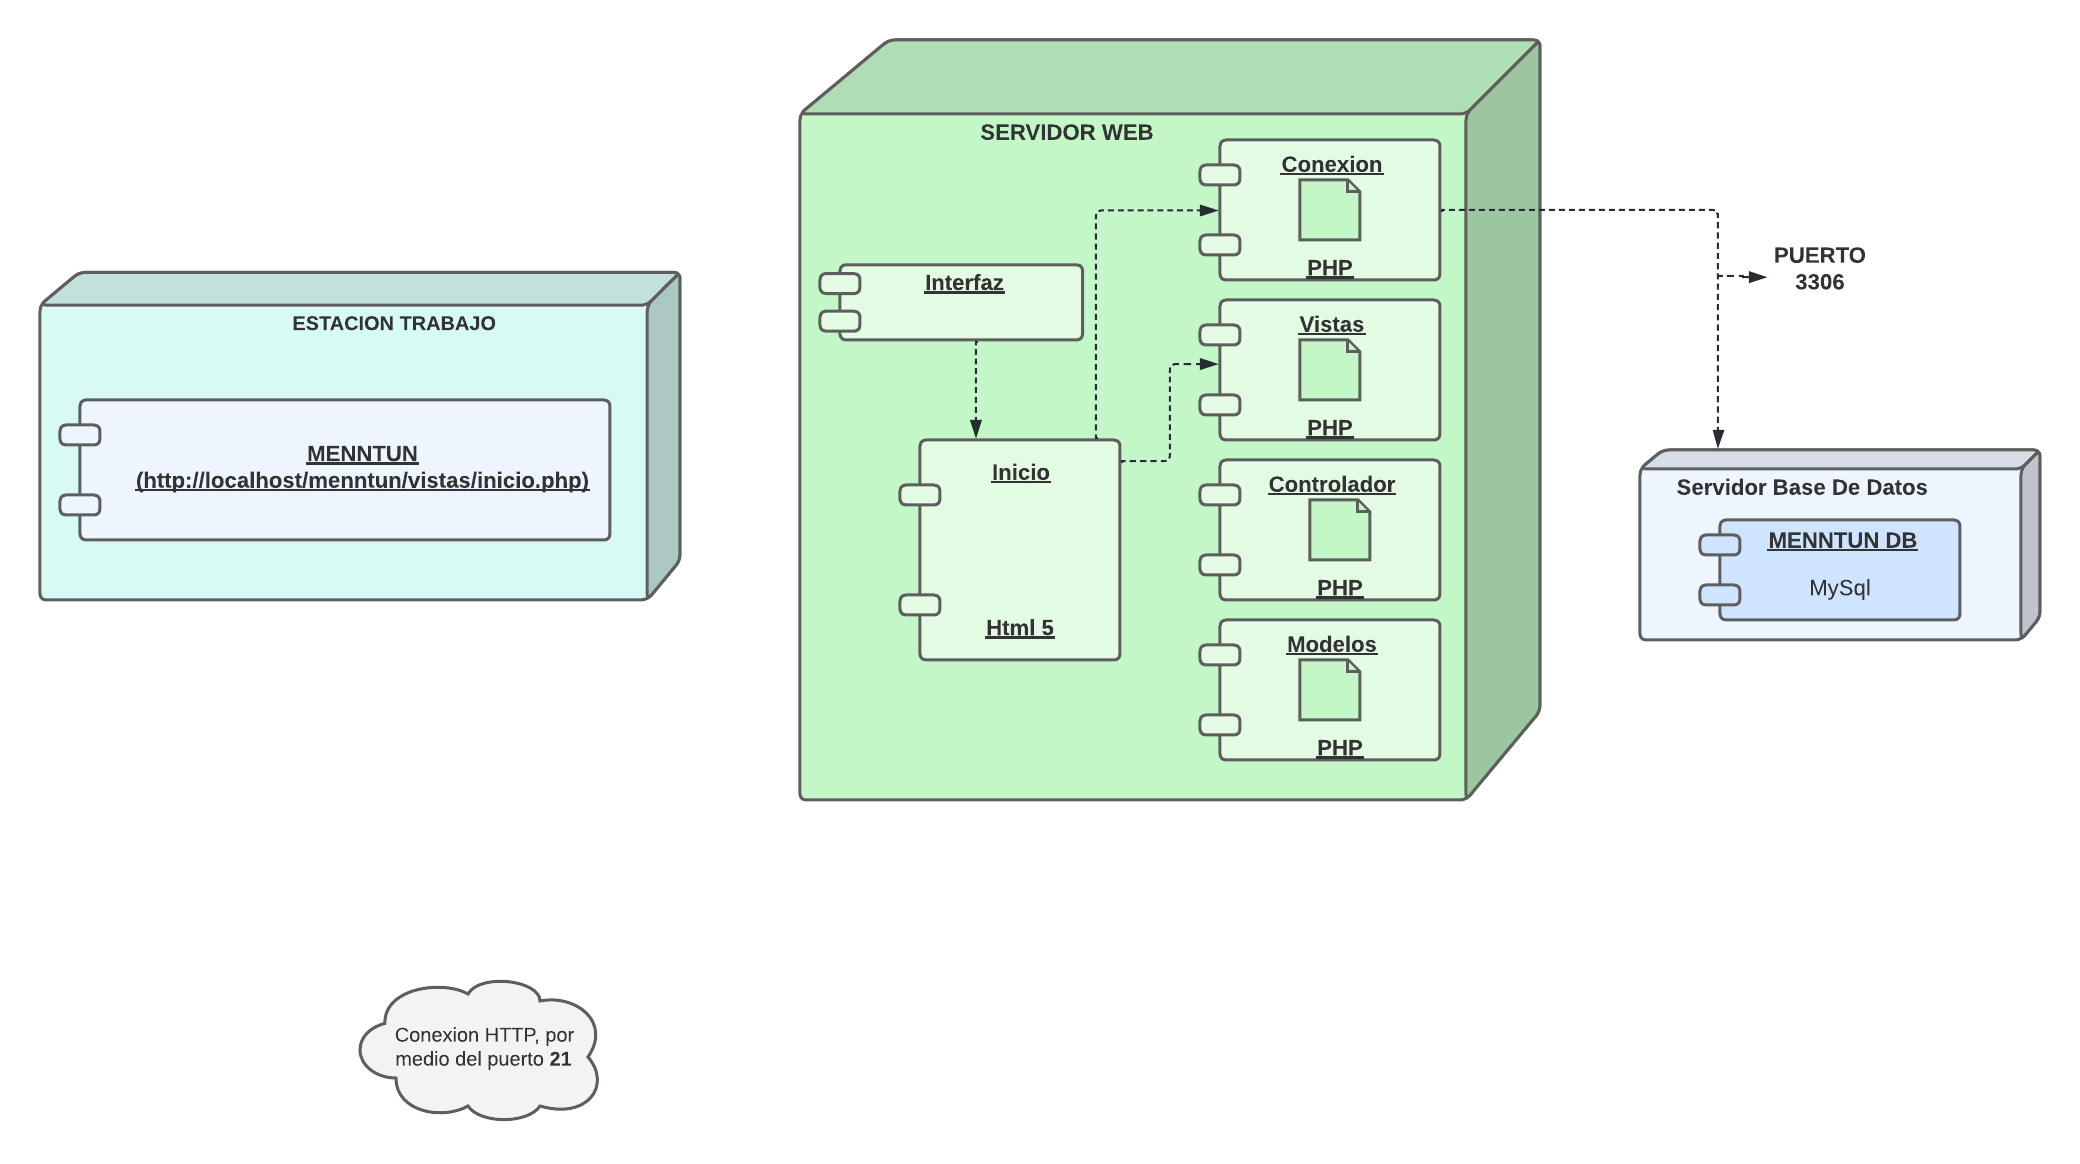 ESTACION TRABAJO
MENNTUN
(http://localhost/menntun/vistas/inicio.php)
SERVIDOR WEB
Interfaz
Inicio
Html 5
Conexion
PHP
Vistas
PHP
Controlador
PHP
Modelos
PHP
PUERTO
3306
Servidor Base De Datos
MENNTUN DB
MySql
Conexion HTTP, por
medio del puerto 21